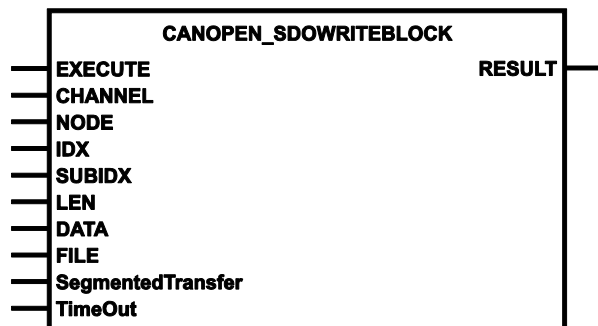 CANOPEN_SDOWRITEBLOCK
EXECUTE RESULT
CHANNEL
NODE
IDX
SUBIDX
LEN
DATA
FILE
SegmentedTransfer
TimeOut